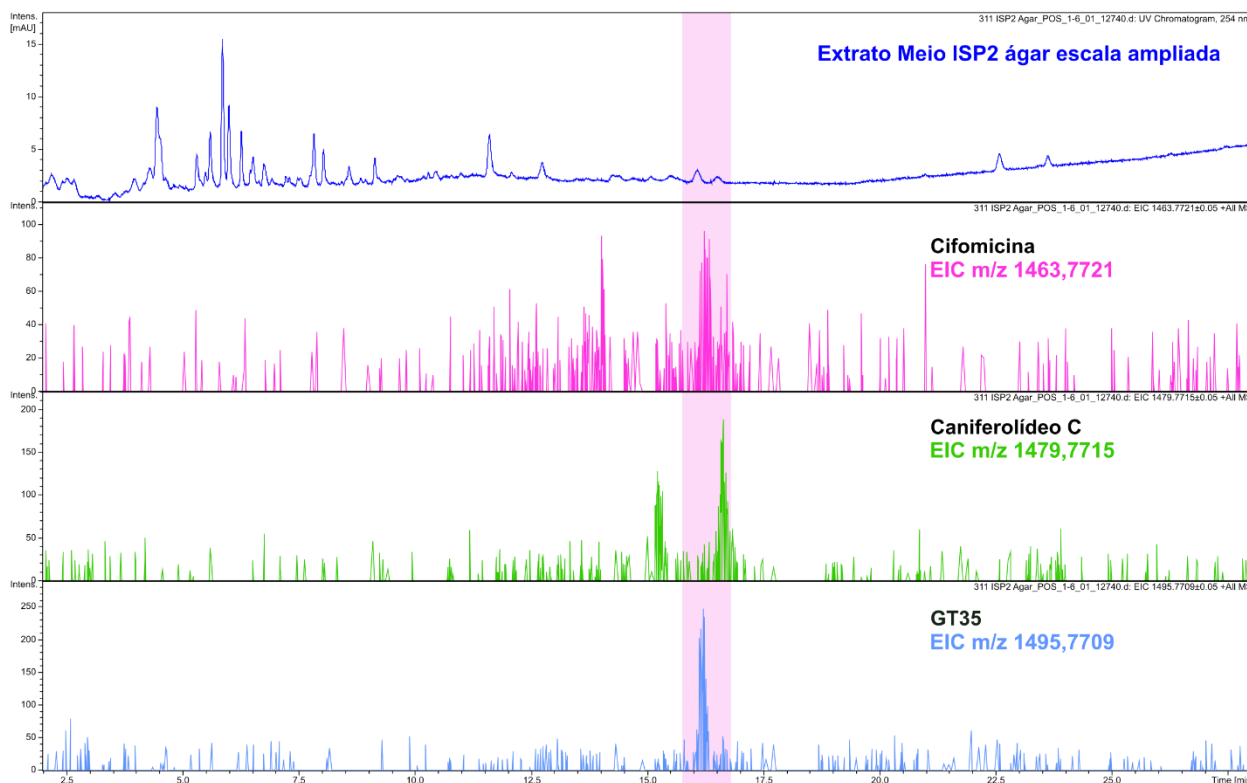 Intens.
[mAU]
311 ISP2 Agar_POS_1-6_01_12740.d: UV Chromatogram, 254 nm
Extrato Meio ISP2 ágar escala ampliada
15
10
5
0
Intens.
311 ISP2 Agar_POS_1-6_01_12740.d: EIC 1463.7721±0.05 +All MS
100
80
60
40
20
0
Cifomicina
EIC m/z 1463,7721
Intens.
311 ISP2 Agar_POS_1-6_01_12740.d: EIC 1479.7715±0.05 +All MS
200
150
100
50
0
Caniferolídeo C
EIC m/z 1479,7715
Intens.
311 ISP2 Agar_POS_1-6_01_12740.d: EIC 1495.7709±0.05 +All MS
250
200
150
100
50
0
GT35
EIC m/z 1495,7709
2.5 5.0 7.5 10.0 12.5 15.0 17.5 20.0 22.5 25.0 Time [min]